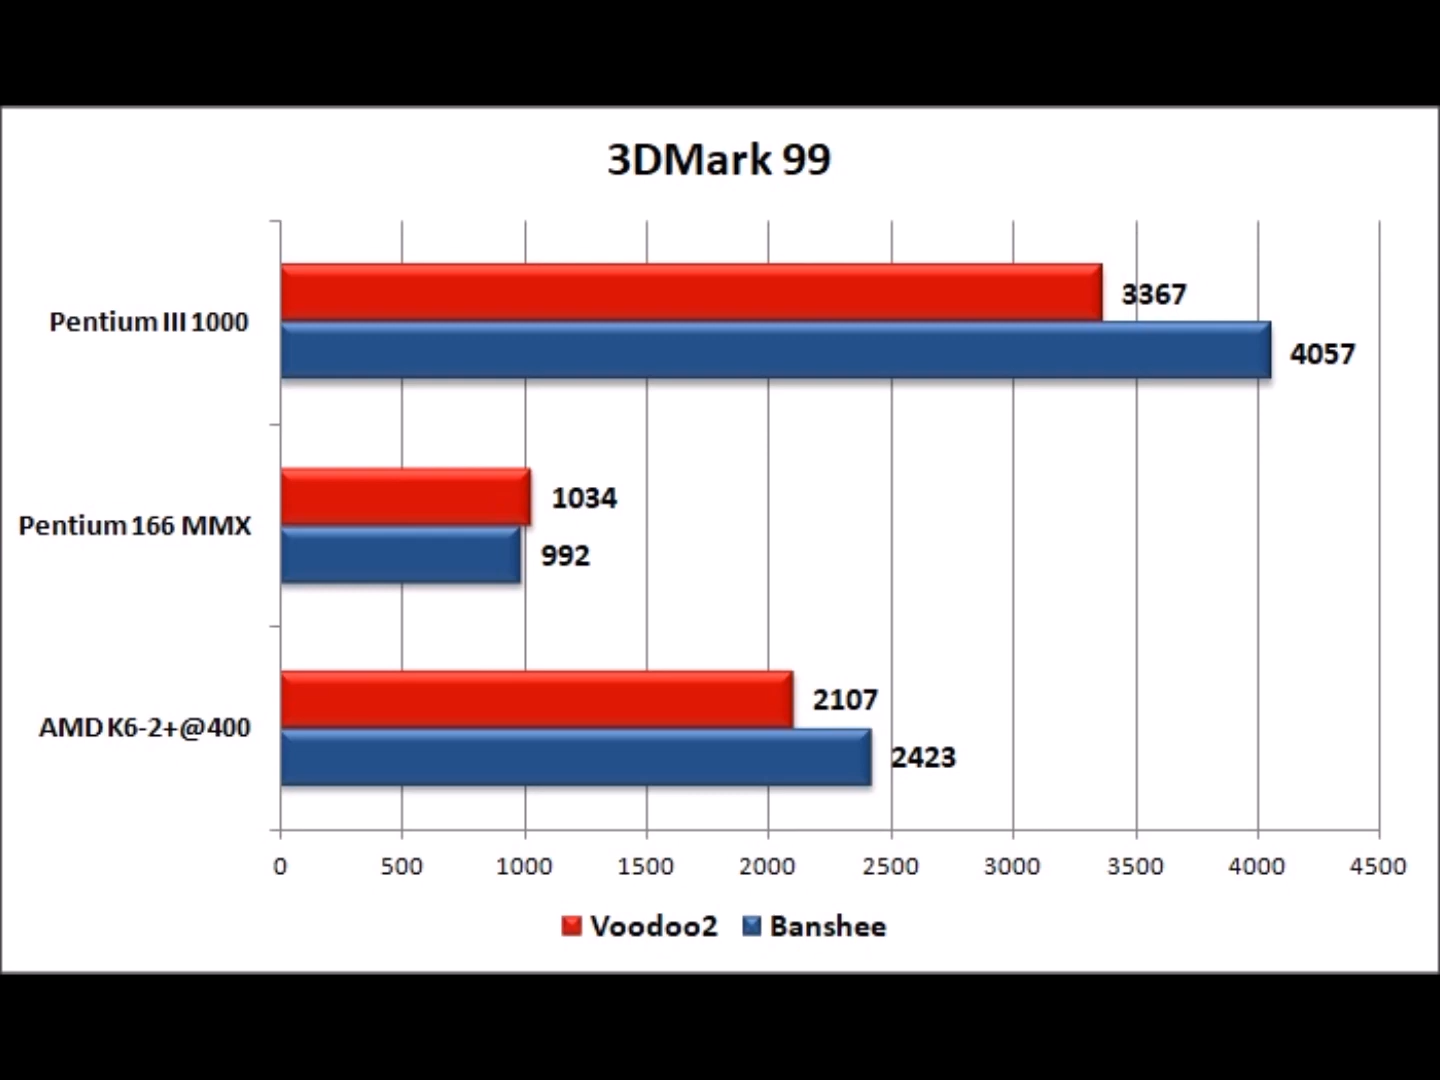 3DMark 99
Pentium III 1000
3367
4057
Pentium 166 MMX
1034
992
AMD K6-2+@400
2107
2423
0 500 1000 1500 2000 2500 3000 3500 4000 4500
Voodoo2 Banshee